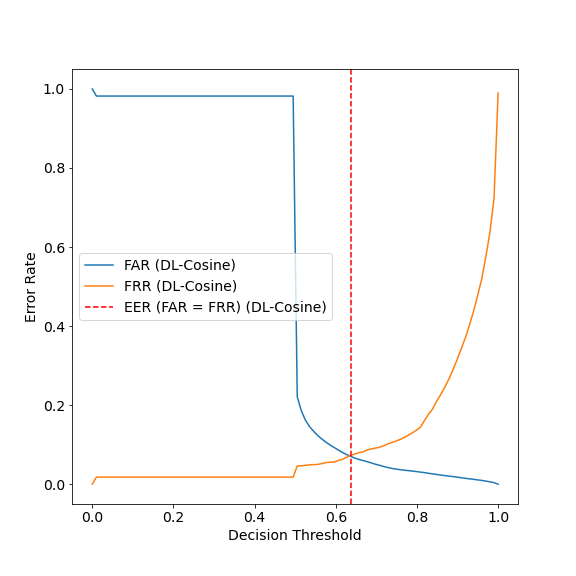 1.0
0.8
0.6
0.4
0.2
0.0
Error Rate
FAR (DL-Cosine)
FRR (DL-Cosine)
EER (FAR = FRR) (DL-Cosine)
0.0 0.2 0.4 0.6 0.8 1.0
Decision Threshold